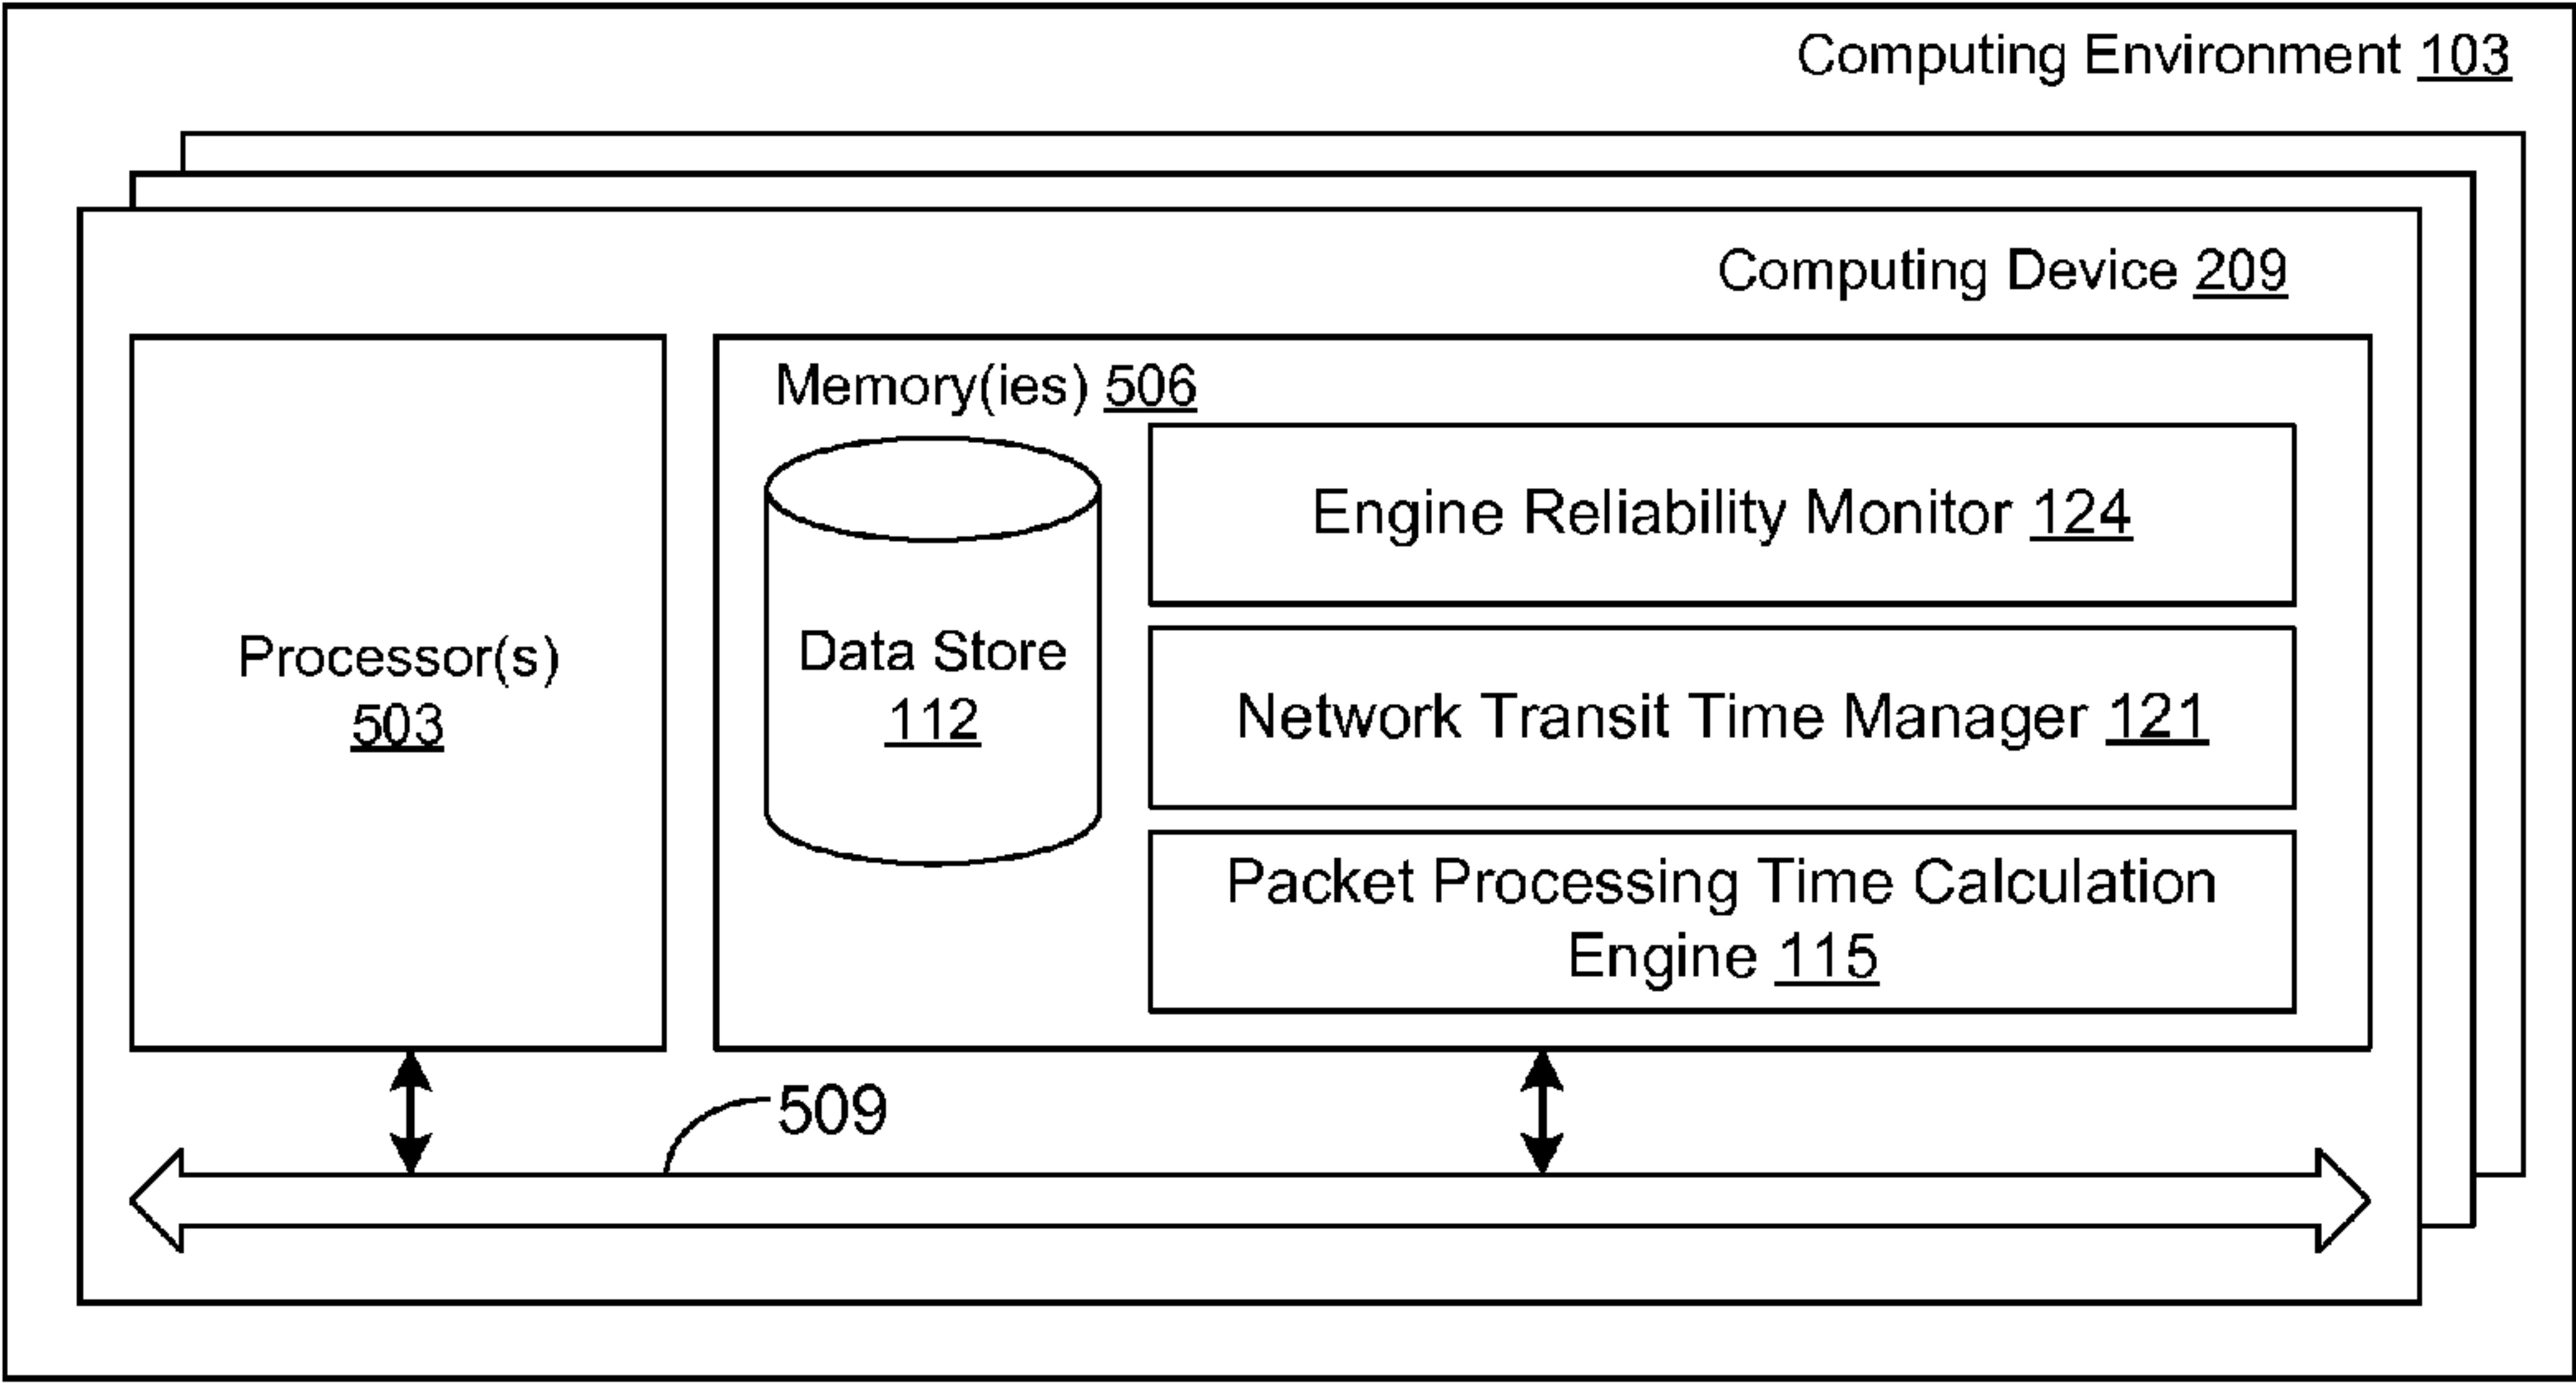 Computing Environment 103
Computing Device 209
Processor(s)
503
Memory(ies) 506
Data Store
112
Engine Reliability Monitor 124
Network Transit Time Manager 121
Packet Processing Time Calculation
Engine 115
509